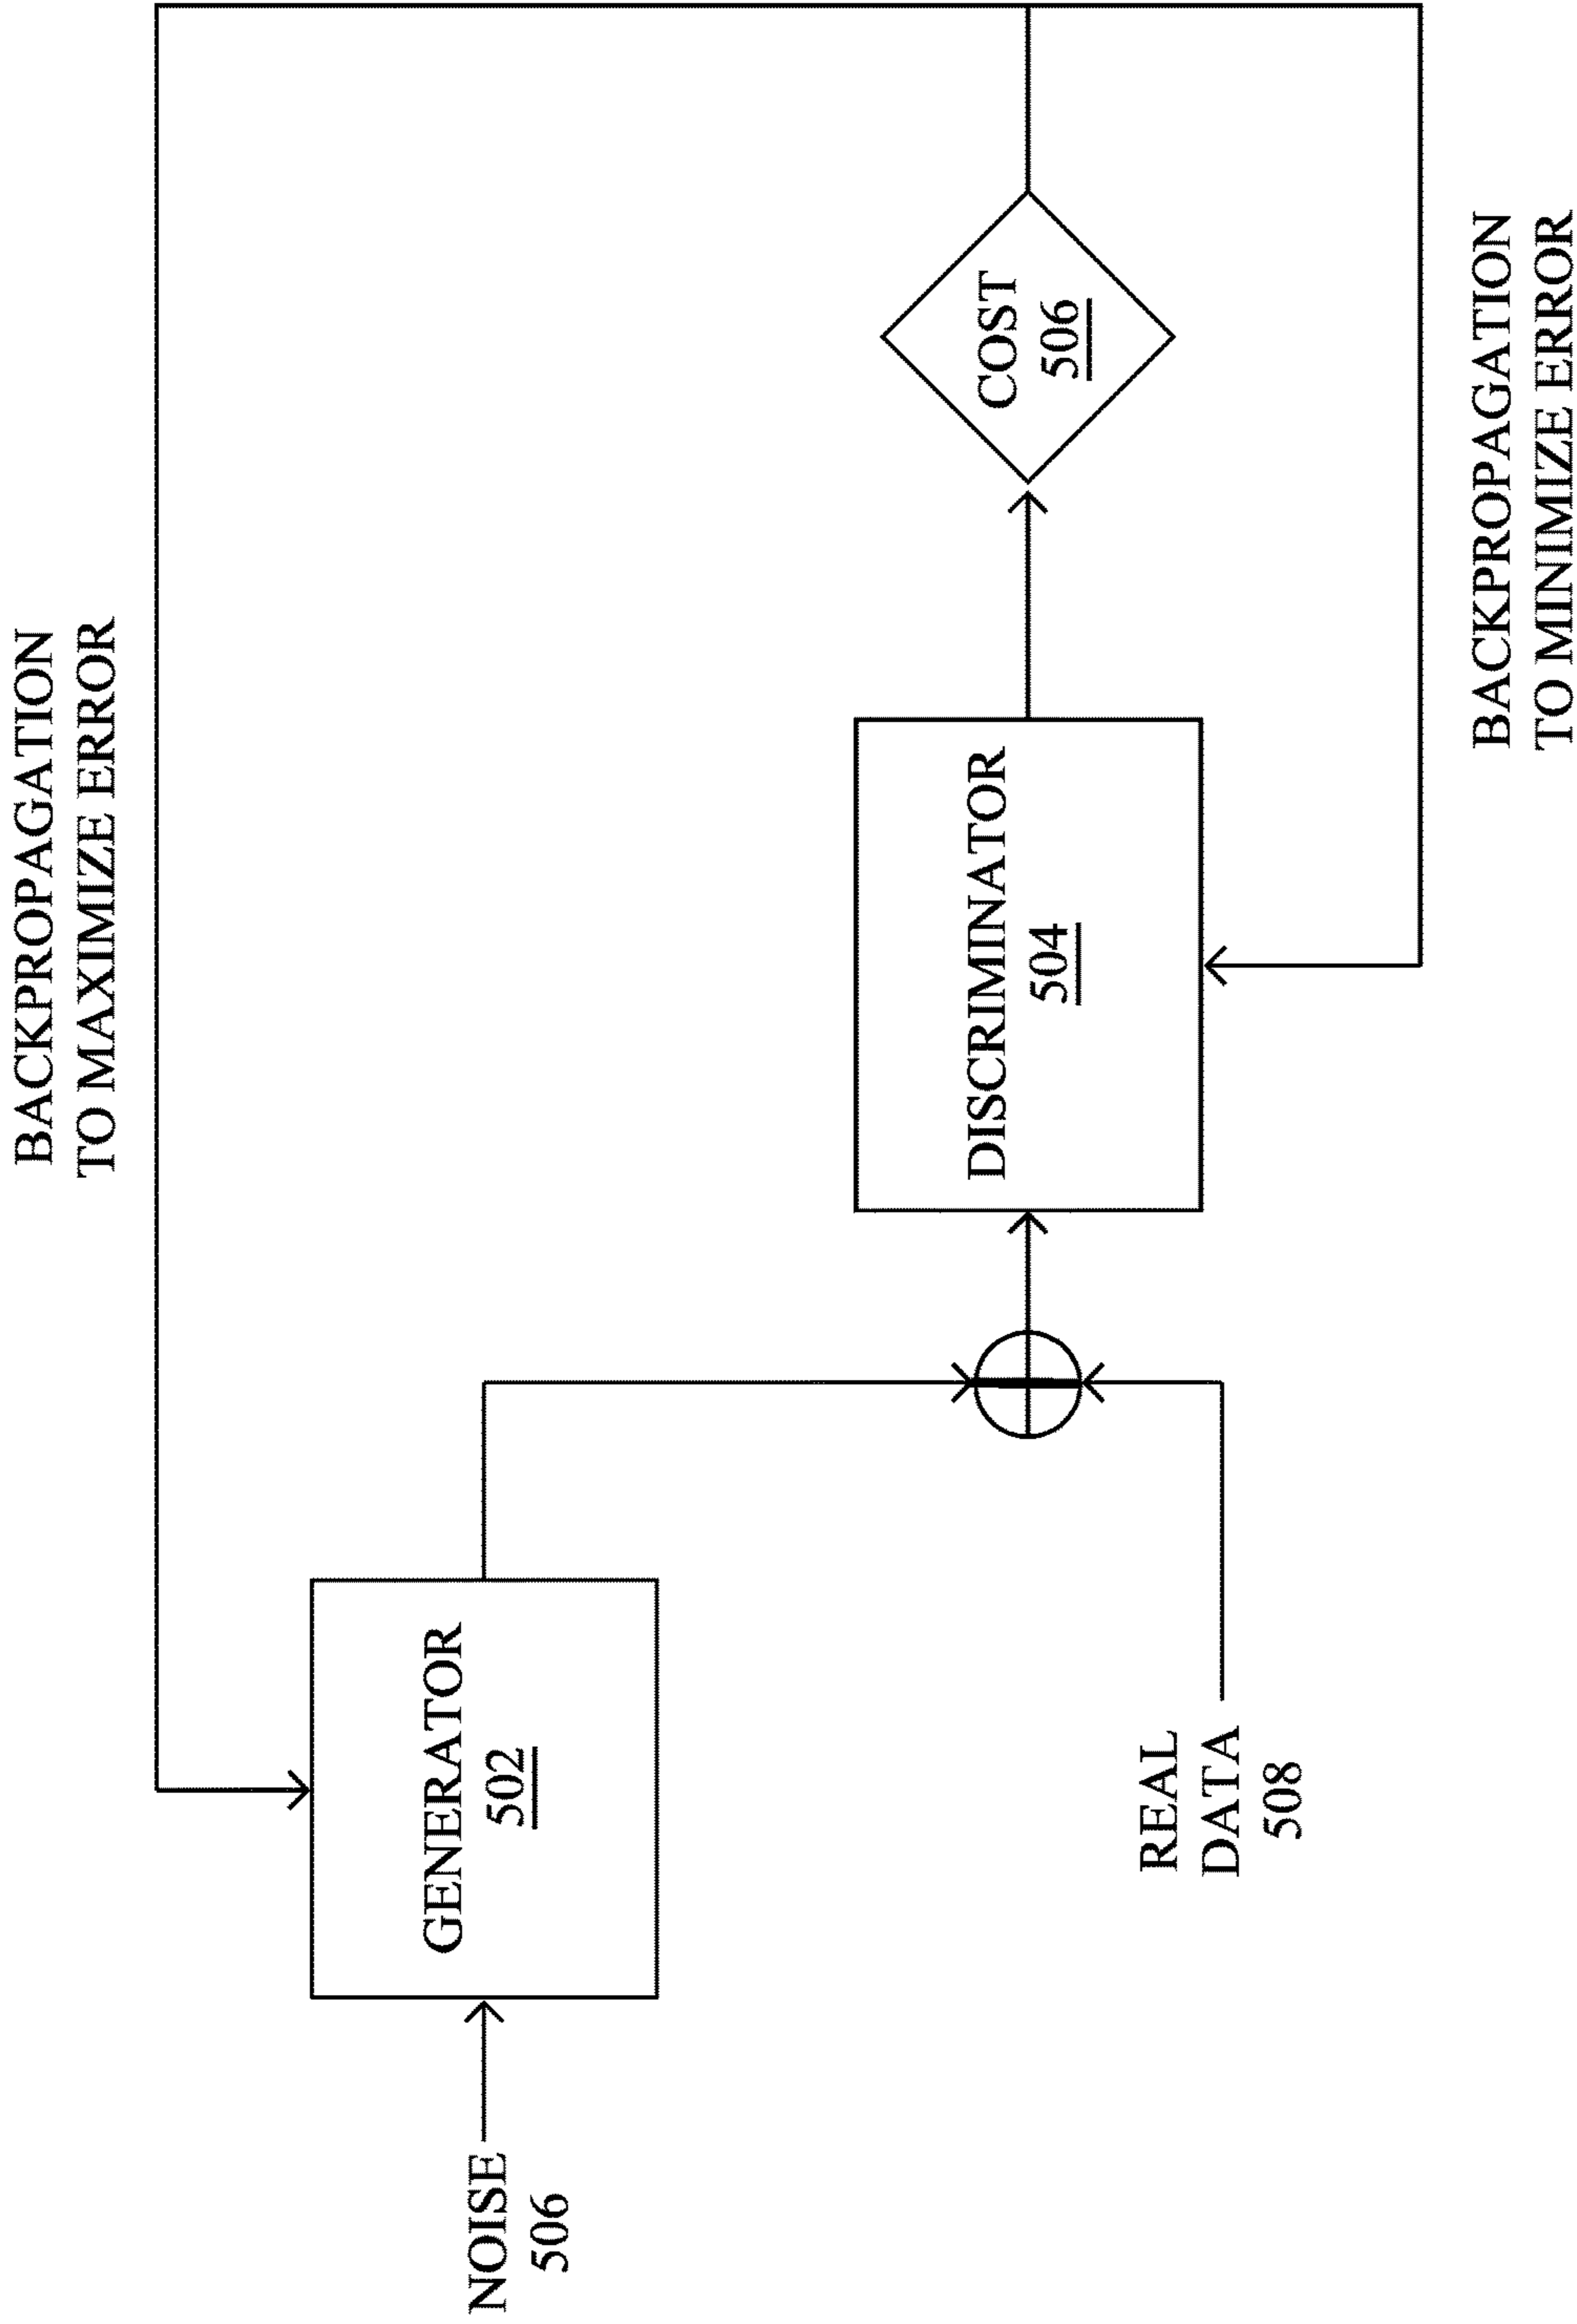 BACKPROPAGATION
TO MAXIMIZE ERROR
NOISE
506
GENERATOR
502
REAL
DATA
508
DISCRIMINATOR
504
COST
506
BACKPROPAGATION
TO MINIMIZE ERROR